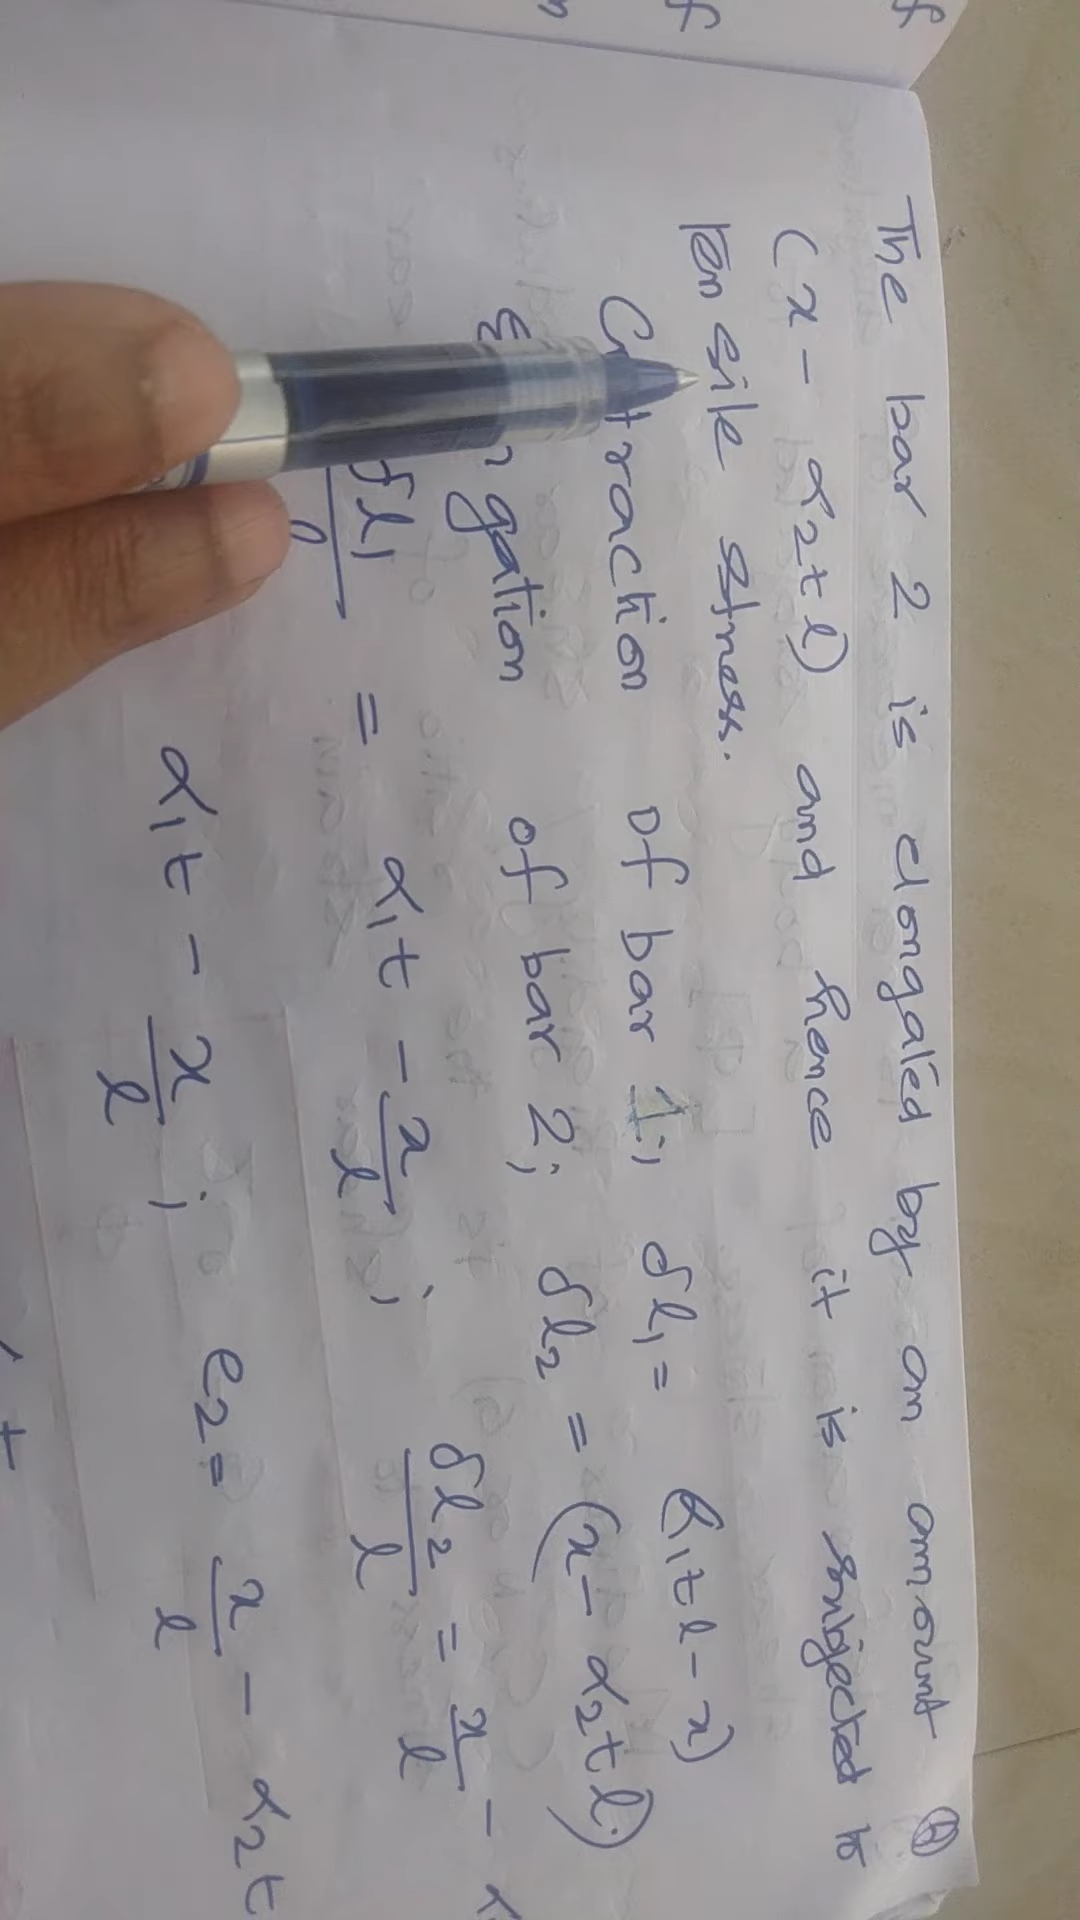 The bar 2 is elongated by an amount (4)
(x - α₂tl) and hence it is subjected to
tensile stress.
Contraction of bar 1; δl₁ = (α₁tl - x)
of bar 2; δl₂ = (x - α₂tl)
δl₁/l = α₁t - x/l ; δl₂/l = x/l -
α₁t - x/l ; e₂ = x/l - α₂t